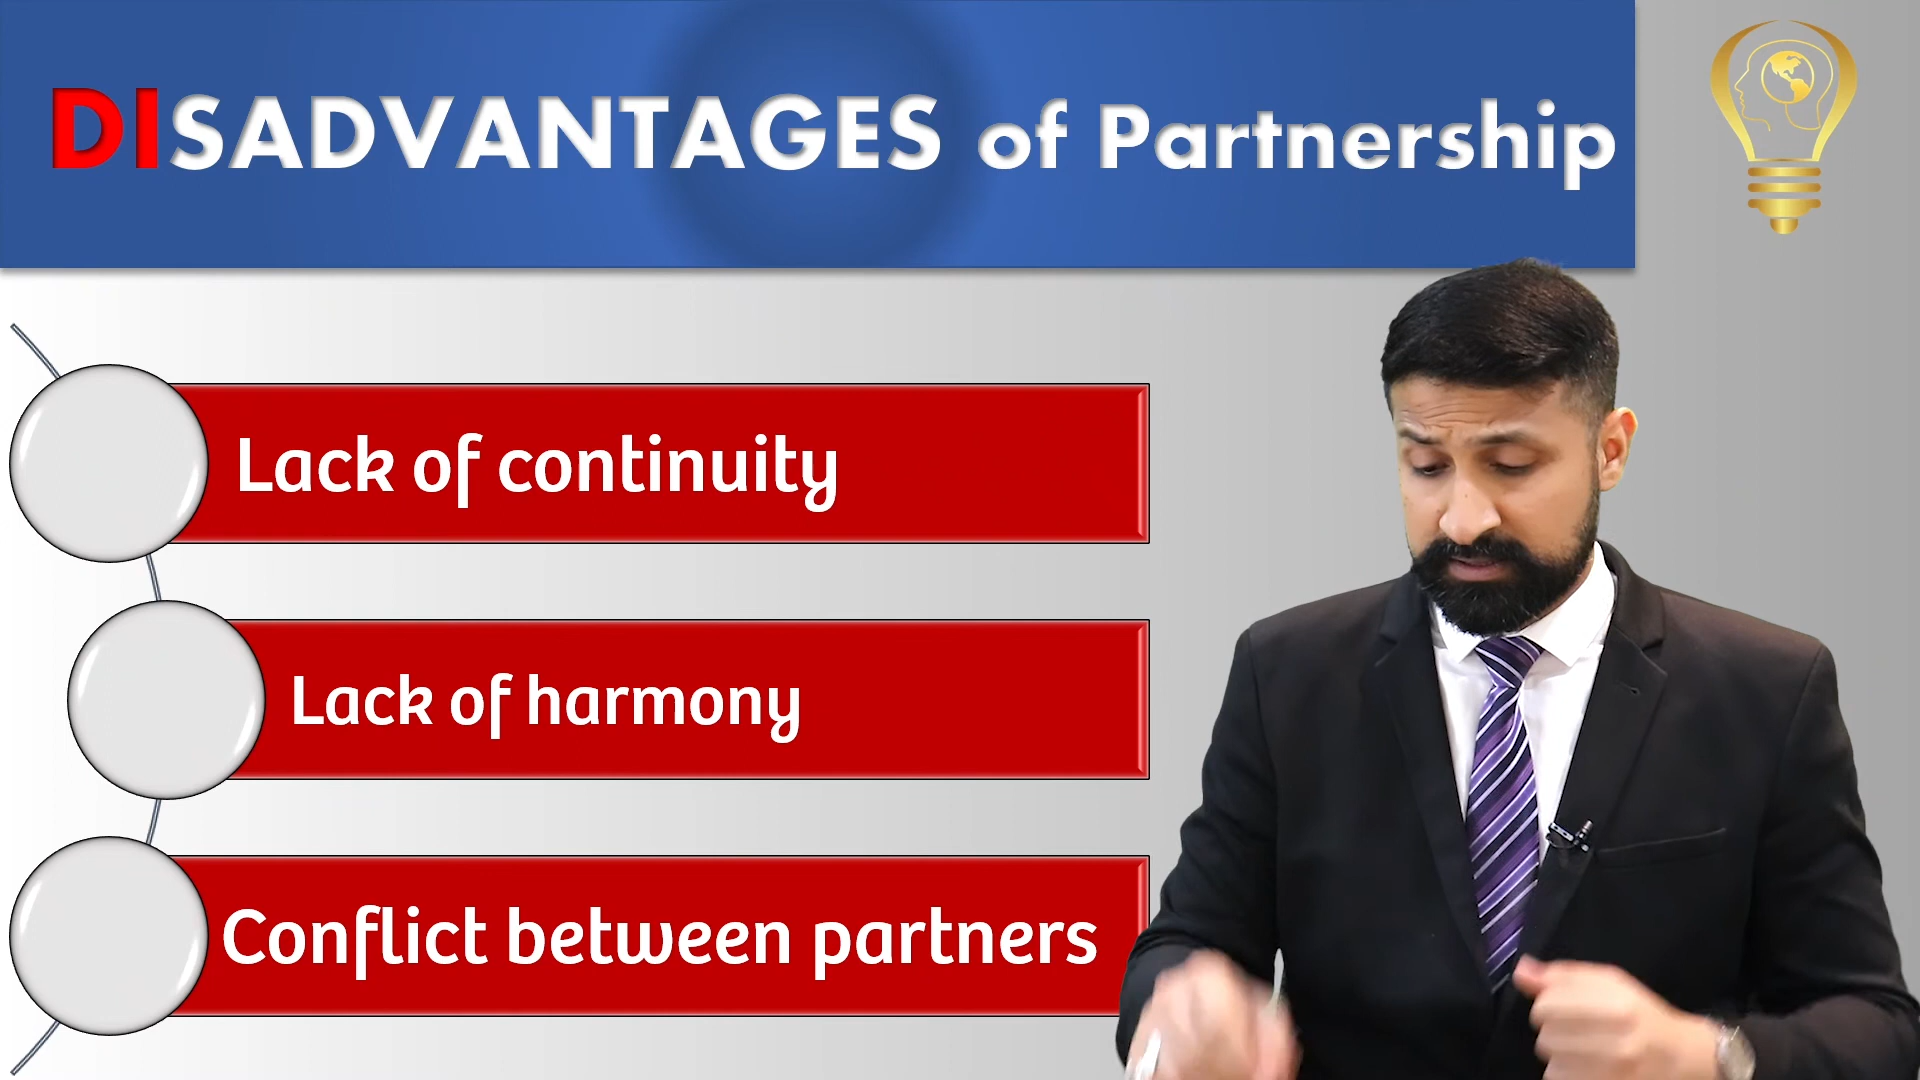 DISADVANTAGES of Partnership
Lack of continuity
Lack of harmony
Conflict between partners